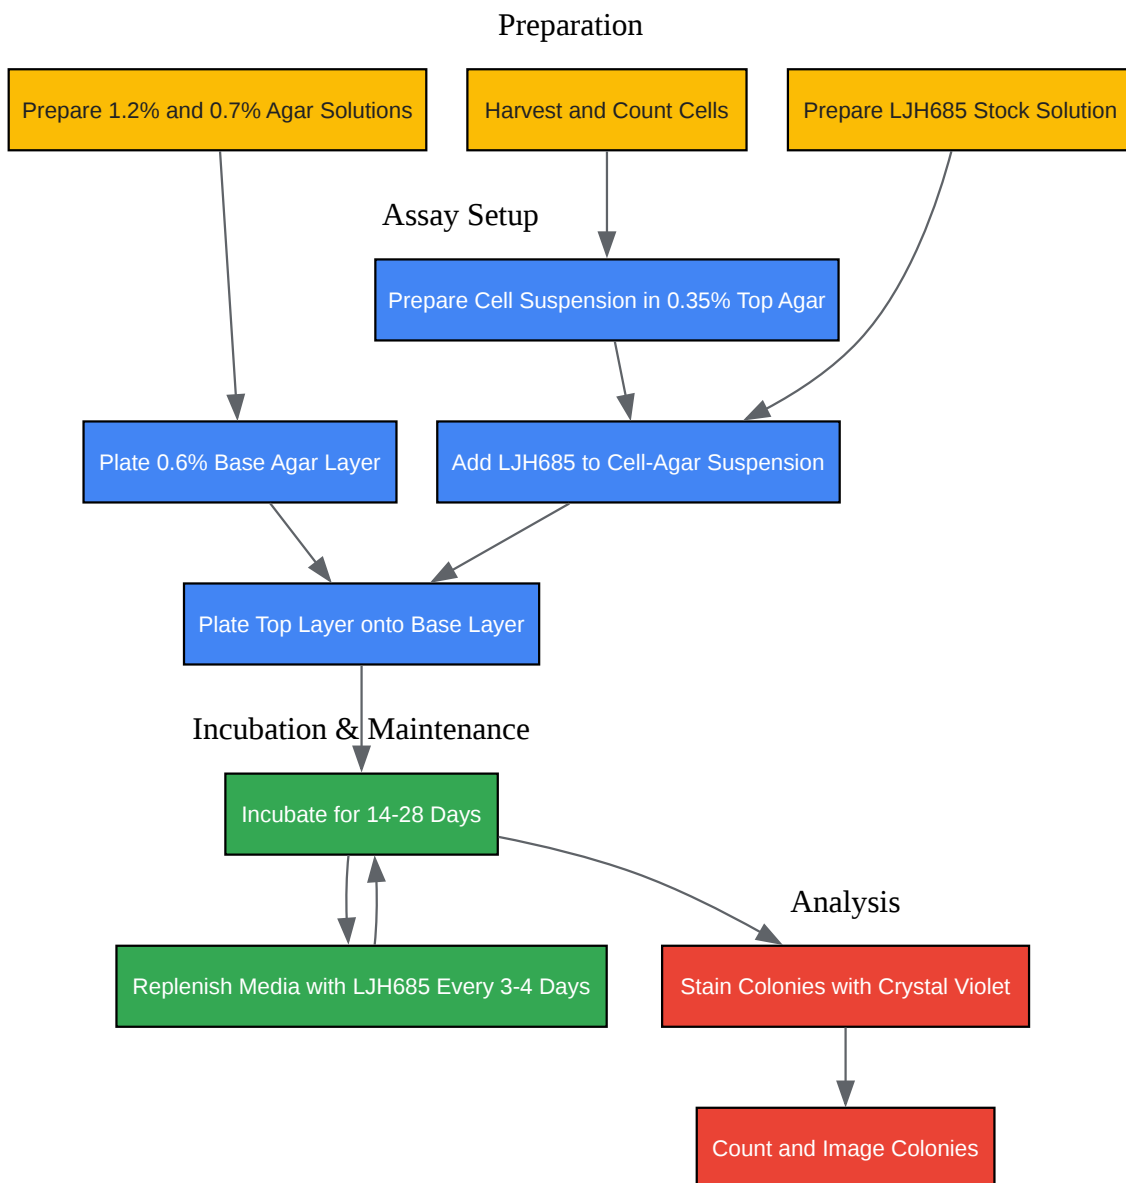 Preparation
Prepare 1.2% and 0.7% Agar Solutions
Harvest and Count Cells
Prepare LJH685 Stock Solution
Assay Setup
Prepare Cell Suspension in 0.35% Top Agar
Plate 0.6% Base Agar Layer
Add LJH685 to Cell-Agar Suspension
Plate Top Layer onto Base Layer
Incubation & Maintenance
Incubate for 14-28 Days
Analysis
Replenish Media with LJH685 Every 3-4 Days
Stain Colonies with Crystal Violet
Count and Image Colonies